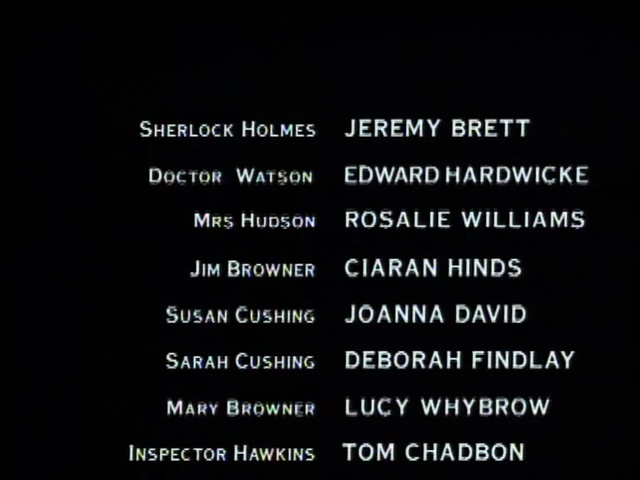 SHERLOCK HOLMES JEREMY BRETT
DOCTOR WATSON EDWARD HARDWICKE
MRS HUDSON ROSALIE WILLIAMS
JIM BROWNER CIARAN HINDS
SUSAN CUSHING JOANNA DAVID
SARAH CUSHING DEBORAH FINDLAY
MARY BROWNER LUCY WHYBROW
INSPECTOR HAWKINS TOM CHADBON